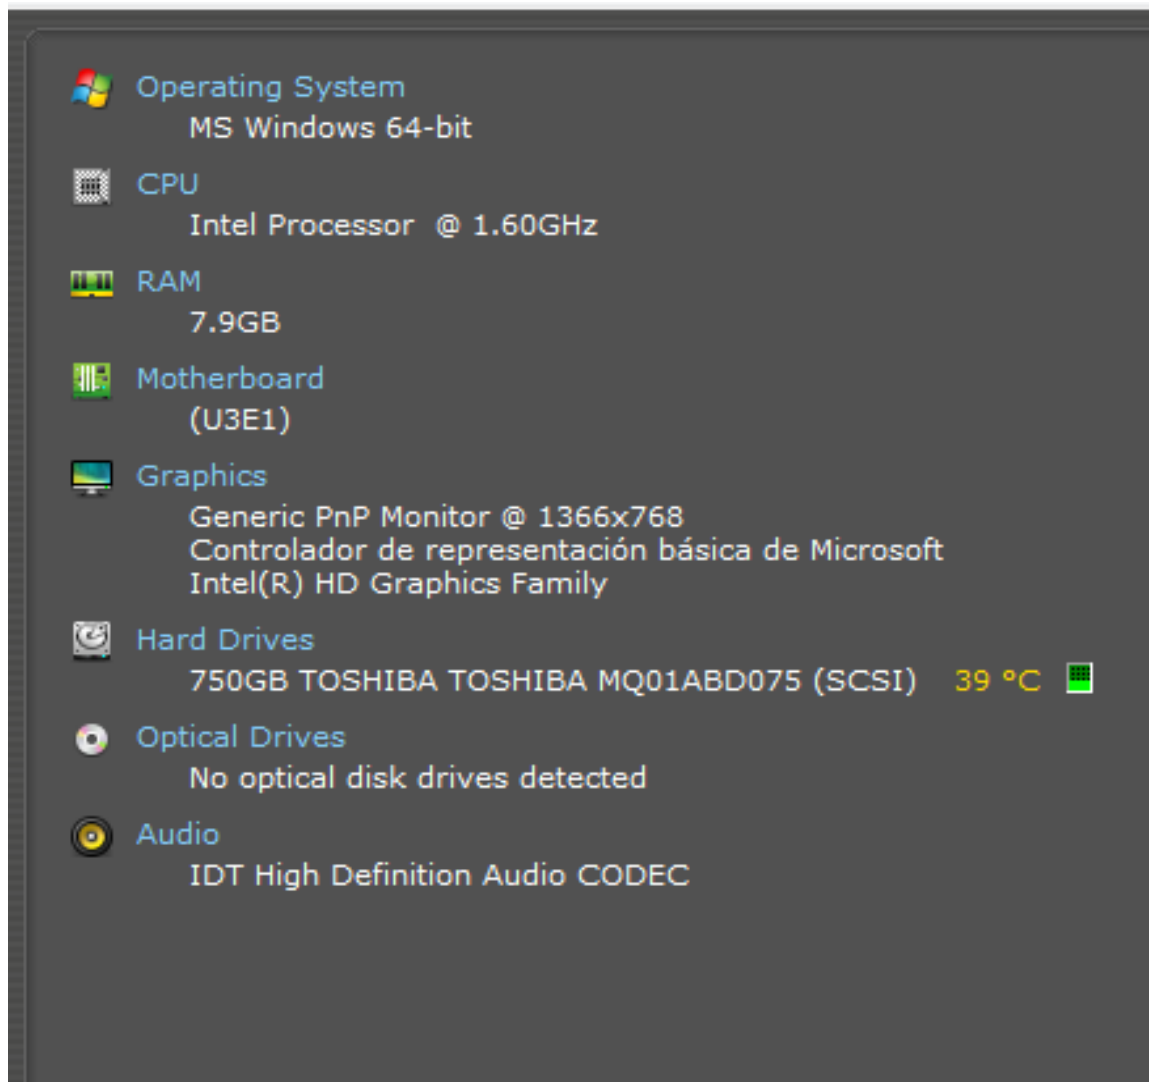 Operating System
MS Windows 64-bit
CPU
Intel Processor  @ 1.60GHz
RAM
7.9GB
Motherboard
(U3E1)
Graphics
Generic PnP Monitor @ 1366x768
Controlador de representación básica de Microsoft
Intel(R) HD Graphics Family
Hard Drives
750GB TOSHIBA TOSHIBA MQ01ABD075 (SCSI) 39 °C
Optical Drives
No optical disk drives detected
Audio
IDT High Definition Audio CODEC